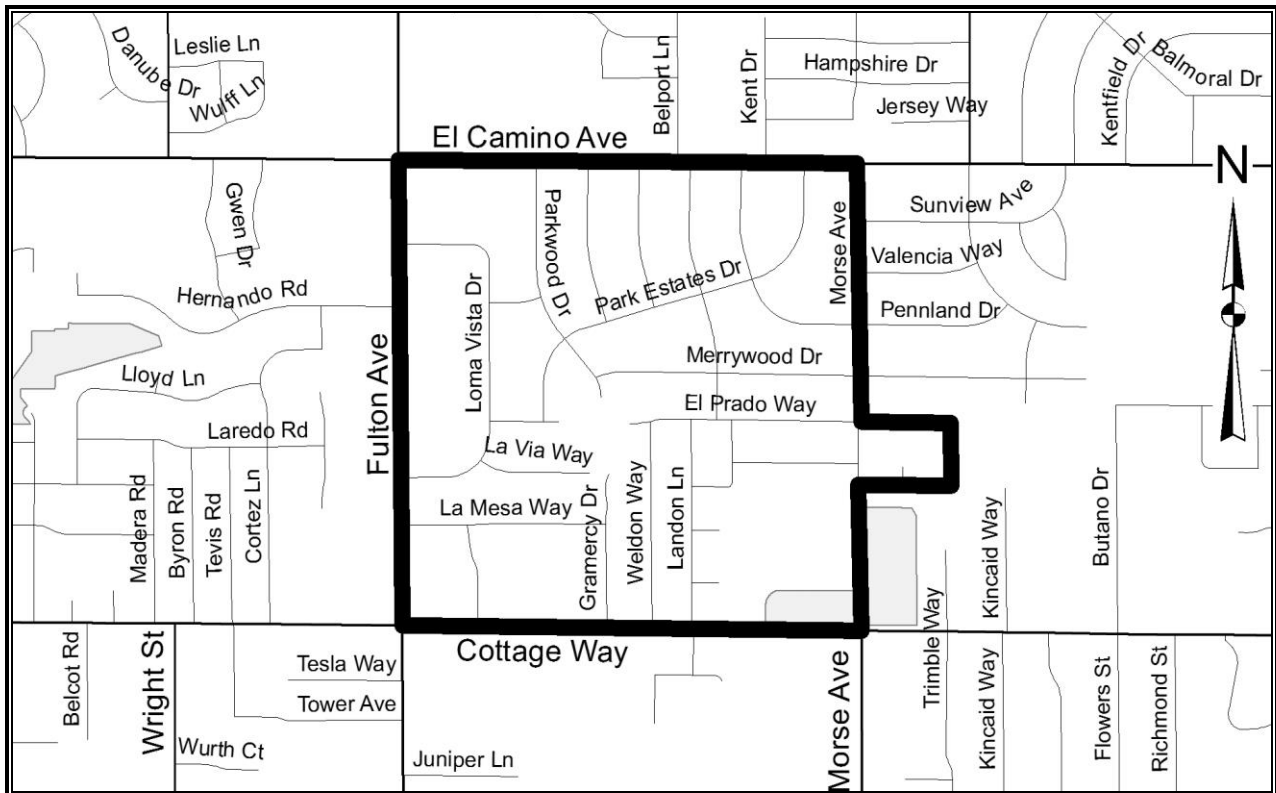 Danube Dr
Leslie Ln
Wulff Ln
Belport Ln
Kent Dr
Hampshire Dr
Jersey Way
Kentfield Dr
Balmoral Dr
El Camino Ave
N
Gwen Dr
Parkwood Dr
Morse Ave
Sunview Ave
Valencia Way
Hernando Rd
Loma Vista Dr
Park Estates Dr
Pennland Dr
Fulton Ave
Merrywood Dr
Lloyd Ln
El Prado Way
Laredo Rd
La Via Way
Madera Rd
Byron Rd
Tevis Rd
Cortez Ln
La Mesa Way
Gramercy Dr
Weldon Way
Landon Ln
Kincaid Way
Butano Dr
Trimble Way
Cottage Way
Belcot Rd
Wright St
Tesla Way
Tower Ave
Wurth Ct
Juniper Ln
Morse Ave
Kincaid Way
Flowers St
Richmond St